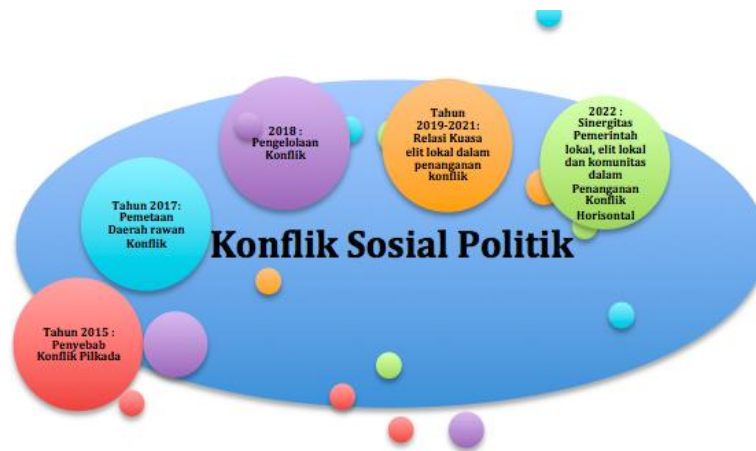 Tahun 2015 :
Penyebab
Konflik Pilkada
Tahun 2017:
Pemetaan
Daerah rawan
Konflik
2018 :
Pengelolaan
Konflik
Tahun
2019-2021:
Relasi Kuasa
elit lokal dalam
penanganan
konflik
2022 :
Sinergitas
Pemerintah
lokal, elit lokal
dan komunitas
dalam
Penanganan
Konflik
Horisontal
Konflik Sosial Politik